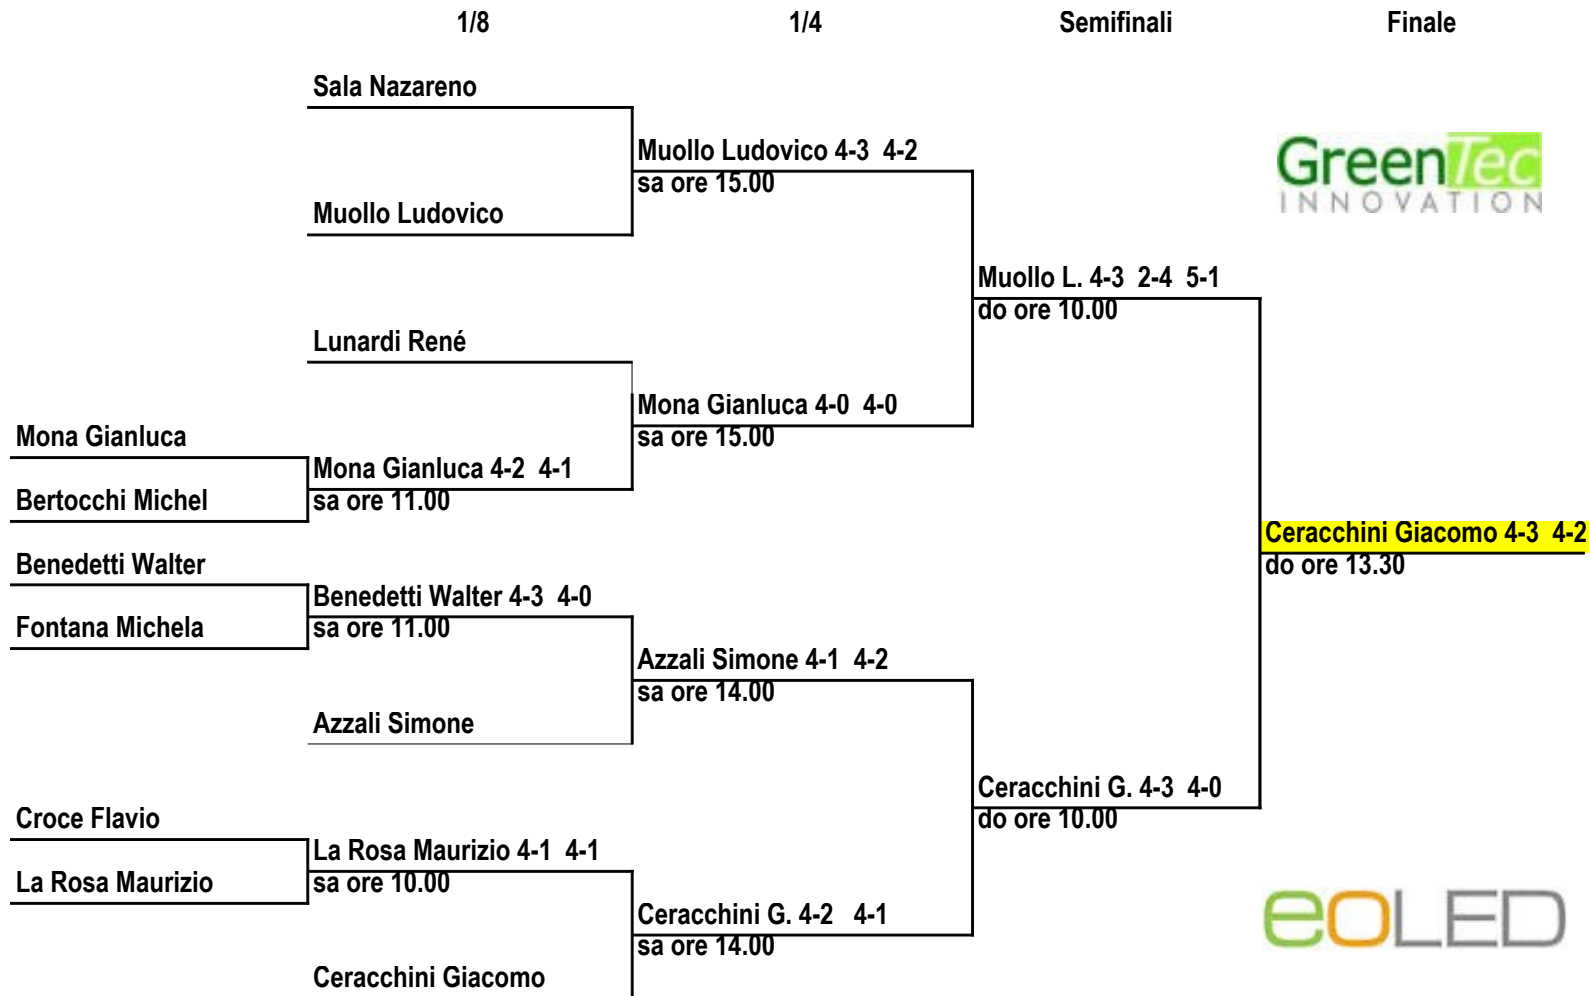 1/8 1/4 Semifinali Finale
Sala Nazareno
Muollo Ludovico 4-3 4-2
sa ore 15.00
GreenTec
INNOVATION
Muollo Ludovico
Muollo L. 4-3 2-4 5-1
do ore 10.00
Lunardi René
Mona Gianluca 4-0 4-0
sa ore 15.00
Mona Gianluca
Mona Gianluca 4-2 4-1
sa ore 11.00
Bertocchi Michel
Ceracchini Giacomo 4-3 4-2
do ore 13.30
Benedetti Walter
Benedetti Walter 4-3 4-0
sa ore 11.00
Fontana Michela
Azzali Simone 4-1 4-2
sa ore 14.00
Azzali Simone
Ceracchini G. 4-3 4-0
do ore 10.00
Croce Flavio
La Rosa Maurizio 4-1 4-1
sa ore 10.00
La Rosa Maurizio
Ceracchini G. 4-2 4-1
sa ore 14.00
eOLED
Ceracchini Giacomo